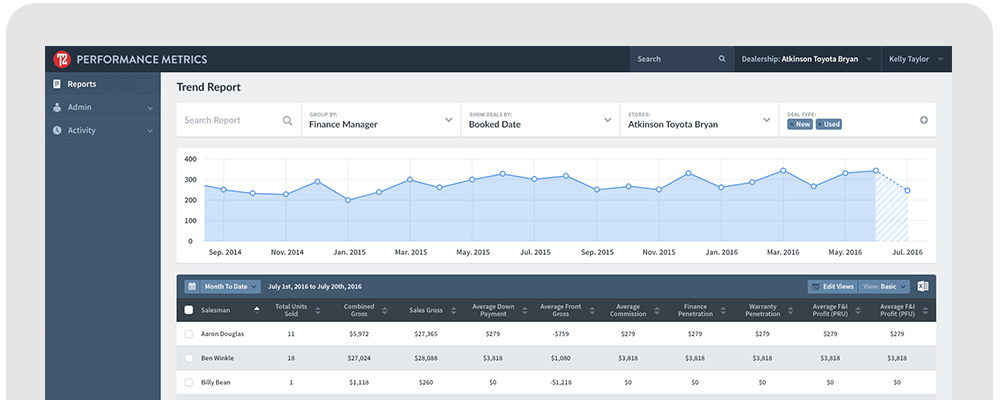 T2 PERFORMANCE METRICS
Search
Dealership: Atkinson Toyota Bryan
Kelly Taylor
Reports
Admin
Activity
Trend Report
Search Report
GROUP BY:
Finance Manager
SHOW DEALS BY:
Booked Date
STORES:
Atkinson Toyota Bryan
DEAL TYPE:
New Used
400
300
200
100
0
Sep. 2014 Nov. 2014 Jan. 2015 Mar. 2015 May. 2015 Jul. 2015 Sep. 2015 Nov. 2015 Jan. 2016 Mar. 2016 May. 2016 Jul. 2016
Month To Date July 1st, 2016 to July 20th, 2016 Edit Views View: Basic
Salesman
Total Units
Sold
Combined
Gross
Sales Gross
Average Down
Payment
Average Front
Gross
Average
Commission
Finance
Penetration
Warranty
Penetration
Average F&I
Profit (PRU)
Average F&I
Profit (PFU)
Aaron Douglas 11 $5,972 $27,365 $279 -$759 $279 $279 $279 $279 $279
Ben Winkle 18 $27,024 $28,088 $3,818 $1,080 $3,818 $3,818 $3,818 $3,818 $3,818
Billy Bean 1 $1,118 $260 $0 -$1,218 $0 $0 $0 $0 $0